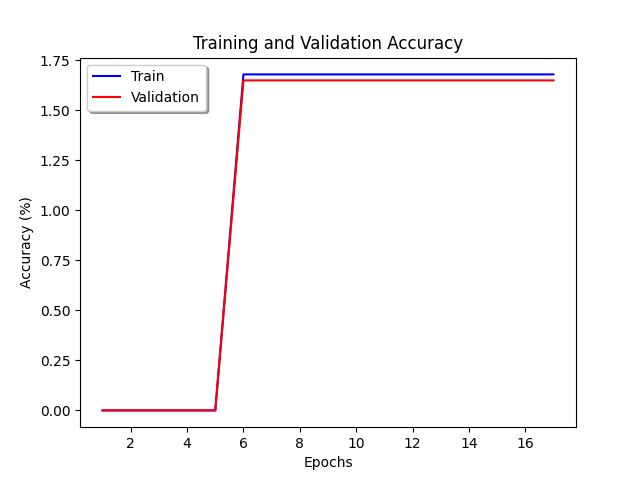 Training and Validation Accuracy
Train
Validation
Accuracy (%)
1.75
1.50
1.25
1.00
0.75
0.50
0.25
0.00
2 4 6 8 10 12 14 16
Epochs